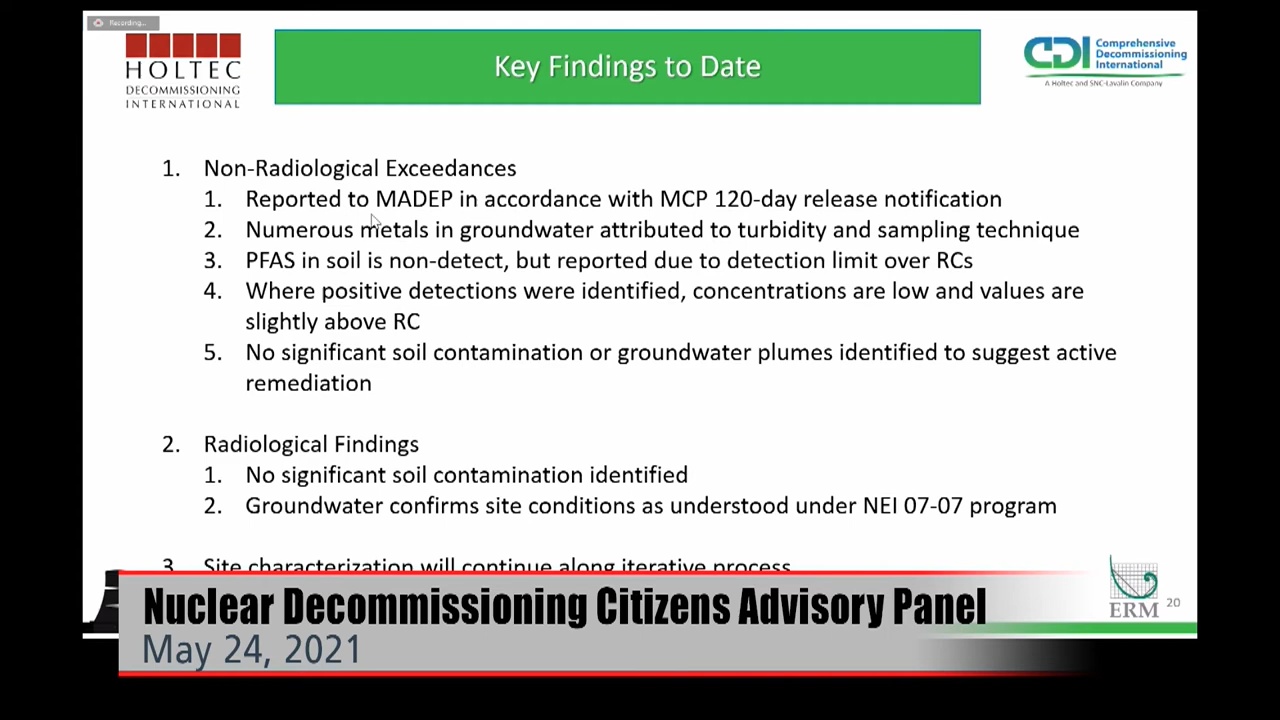 Recording...
HOLTEC
DECOMMISSIONING
INTERNATIONAL
Key Findings to Date
CDI Comprehensive
Decommissioning
International
A Holtec and SNC-Lavalin Company
1. Non-Radiological Exceedances
1. Reported to MADEP in accordance with MCP 120-day release notification
2. Numerous metals in groundwater attributed to turbidity and sampling technique
3. PFAS in soil is non-detect, but reported due to detection limit over RCs
4. Where positive detections were identified, concentrations are low and values are
slightly above RC
5. No significant soil contamination or groundwater plumes identified to suggest active
remediation
2. Radiological Findings
1. No significant soil contamination identified
2. Groundwater confirms site conditions as understood under NEI 07-07 program
3. Site characterization will continue along iterative process
Nuclear Decommissioning Citizens Advisory Panel
May 24, 2021
ERM
20